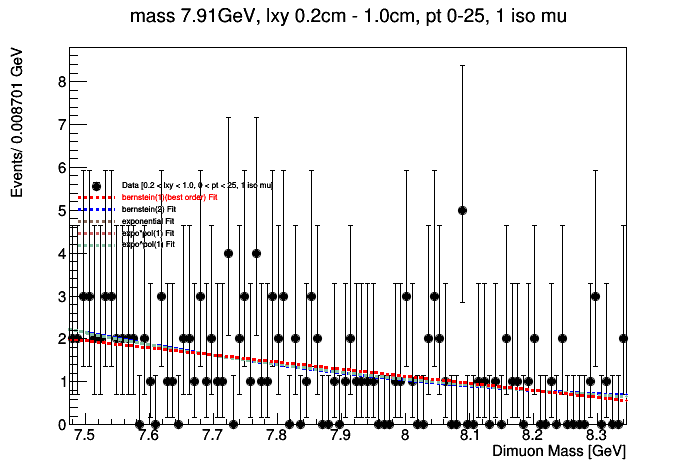 mass 7.91GeV, lxy 0.2cm - 1.0cm, pt 0-25, 1 iso mu
Events/ 0.008701 GeV
8
7
6
5
4
3
2
1
0
Data [0.2 < lxy < 1.0, 0 < pt < 25, 1 iso mu]
bernstein(1)(best order) Fit
bernstein(2) Fit
exponential Fit
expo*pol(1) Fit
expo^pol(1) Fit
7.5 7.6 7.7 7.8 7.9 8 8.1 8.2 8.3
Dimuon Mass [GeV]